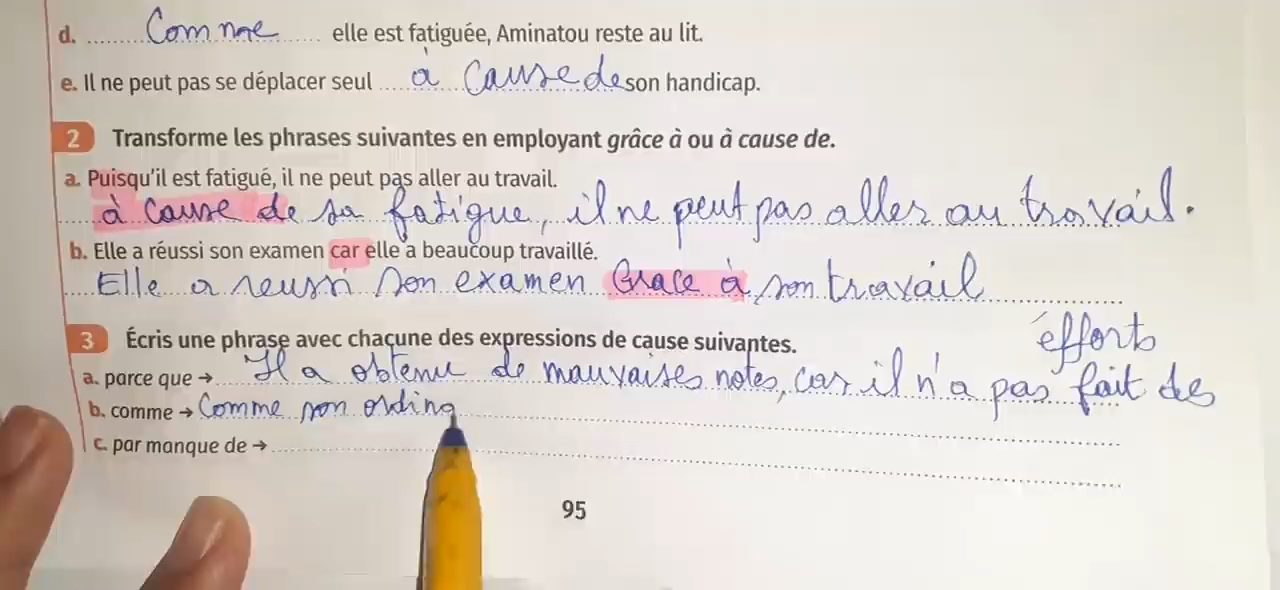 d. Comme elle est fatiguée, Aminatou reste au lit.
e. Il ne peut pas se déplacer seul à cause de son handicap.
2 Transforme les phrases suivantes en employant grâce à ou à cause de.
a. Puisqu'il est fatigué, il ne peut pas aller au travail.
à cause de sa fatigue, il ne peut pas aller au travail.
b. Elle a réussi son examen car elle a beaucoup travaillé.
Elle a reussi son examen Grace à son travail
3 Écris une phrase avec chacune des expressions de cause suivantes.
efforts
a. parce que → Il a obtenu de mauvaises notes, car il n'a pas fait des
b. comme → Comme son ordina
c. par manque de →
95